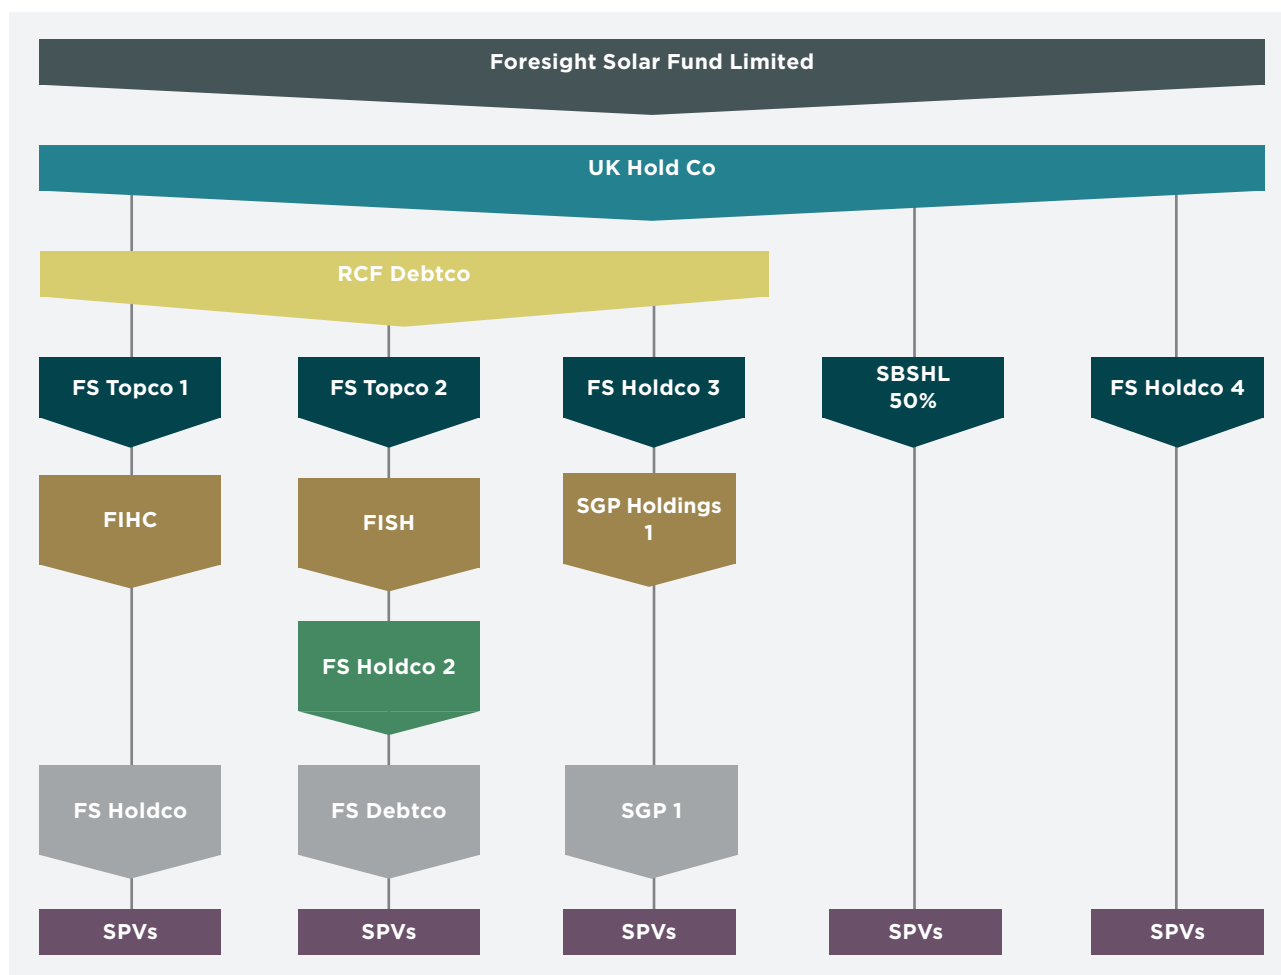 Foresight Solar Fund Limited
UK Hold Co
RCF Debtco
FS Topco 1
FS Topco 2
FS Holdco 3
SBSHL
50%
FS Holdco 4
FIHC
FISH
SGP Holdings
1
FS Holdco 2
FS Holdco
FS Debtco
SGP 1
SPVs
SPVs
SPVs
SPVs
SPVs